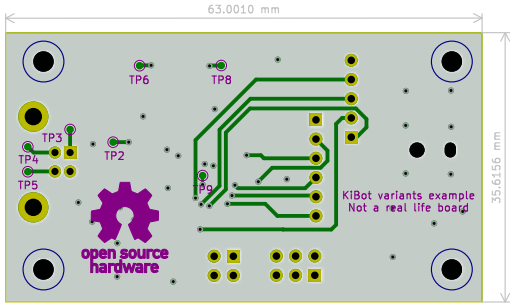 63.0010 mm
TP6
TP8
TP3
TP4
TP2
TP5
TP9
35.6156 mm
KiBot variants example
Not a real life board
open source
hardware